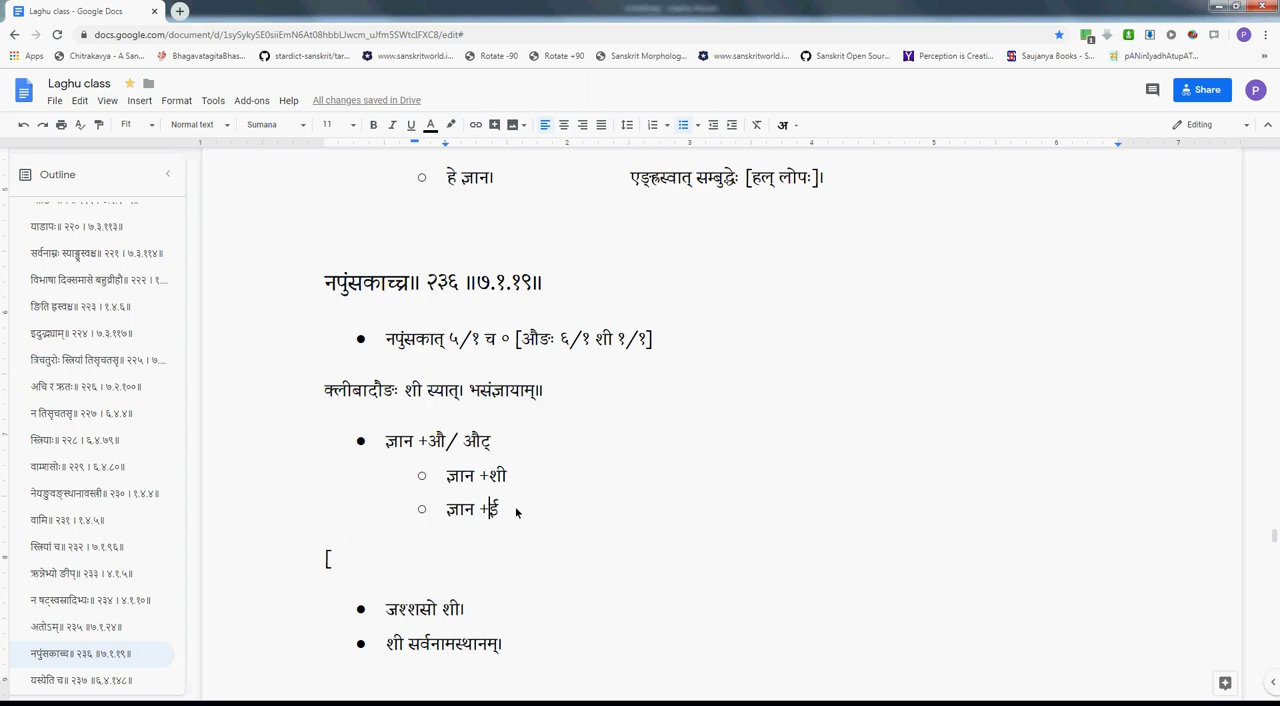 Laghu class - Google Docs
docs.google.com/document/d/1sySykySE0siiEmN6At08hbbLJwcm_uJfm5SWtcIFXC8/edit#
Apps Chitrakavya - A San... BhagavatagitaBhas... stardict-sanskrit/tar... www.sanskritworld.i... Rotate -90 Rotate +90 Sanskrit Morpholog... www.sanskritworld.i... Sanskrit Open Sour... Perception is Creati... Saujanya Books - S... pANinIyadhAtupAT...
Laghu class
File Edit View Insert Format Tools Add-ons Help All changes saved in Drive
Share P
Fit Normal text Sumana 11 B I U A अ Editing
Outline
याडापः॥ २२० । ७.३.११३॥
सर्वनाम्नः स्याड्ढ्रस्वश्च॥ २२१ । ७.३.११४॥
विभाषा दिक्समासे बहुव्रीहौ॥ २२२ । १....
ङिति ह्रस्वश्च॥ २२३ । १.४.६॥
इदुद्भ्याम्॥ २२४ । ७.३.११७॥
त्रिचतुरोः स्त्रियां तिसृचतसृ॥ २२५ । ७....
अचि र ऋतः॥ २२६ । ७.२.१००॥
न तिसृचतसृ॥ २२७ । ६.४.४॥
स्त्रियाः॥ २२८ । ६.४.७९॥
वाम्शसोः॥ २२९ । ६.४.८०॥
नेयङुवङ्स्थानावस्त्री॥ २३० । १.४.४॥
वामि॥ २३१ । १.४.५॥
स्त्रियां च॥ २३२ । ७.१.९६॥
ऋन्नेभ्यो ङीप्॥ २३३ । ४.१.५॥
न षट्स्वस्रादिभ्यः॥ २३४ । ४.१.१०॥
अतोऽम्॥ २३५ । ७.१.२४॥
नपुंसकाच्च॥ २३६ ॥७.१.१९॥
यस्येति च॥ २३७ ॥६.४.१४८॥
हे ज्ञान। एङ्ह्रस्वात् सम्बुद्धेः [हल् लोपः]।
नपुंसकाच्च॥ २३६ ॥७.१.१९॥
नपुंसकात् ५/१ च ० [औङः ६/१ शी १/१]
क्लीबादौङः शी स्यात्। भसंज्ञायाम्॥
ज्ञान +औ/ औट्
ज्ञान +शी
ज्ञान +ई
[
जश्शसो शी।
शी सर्वनामस्थानम्।